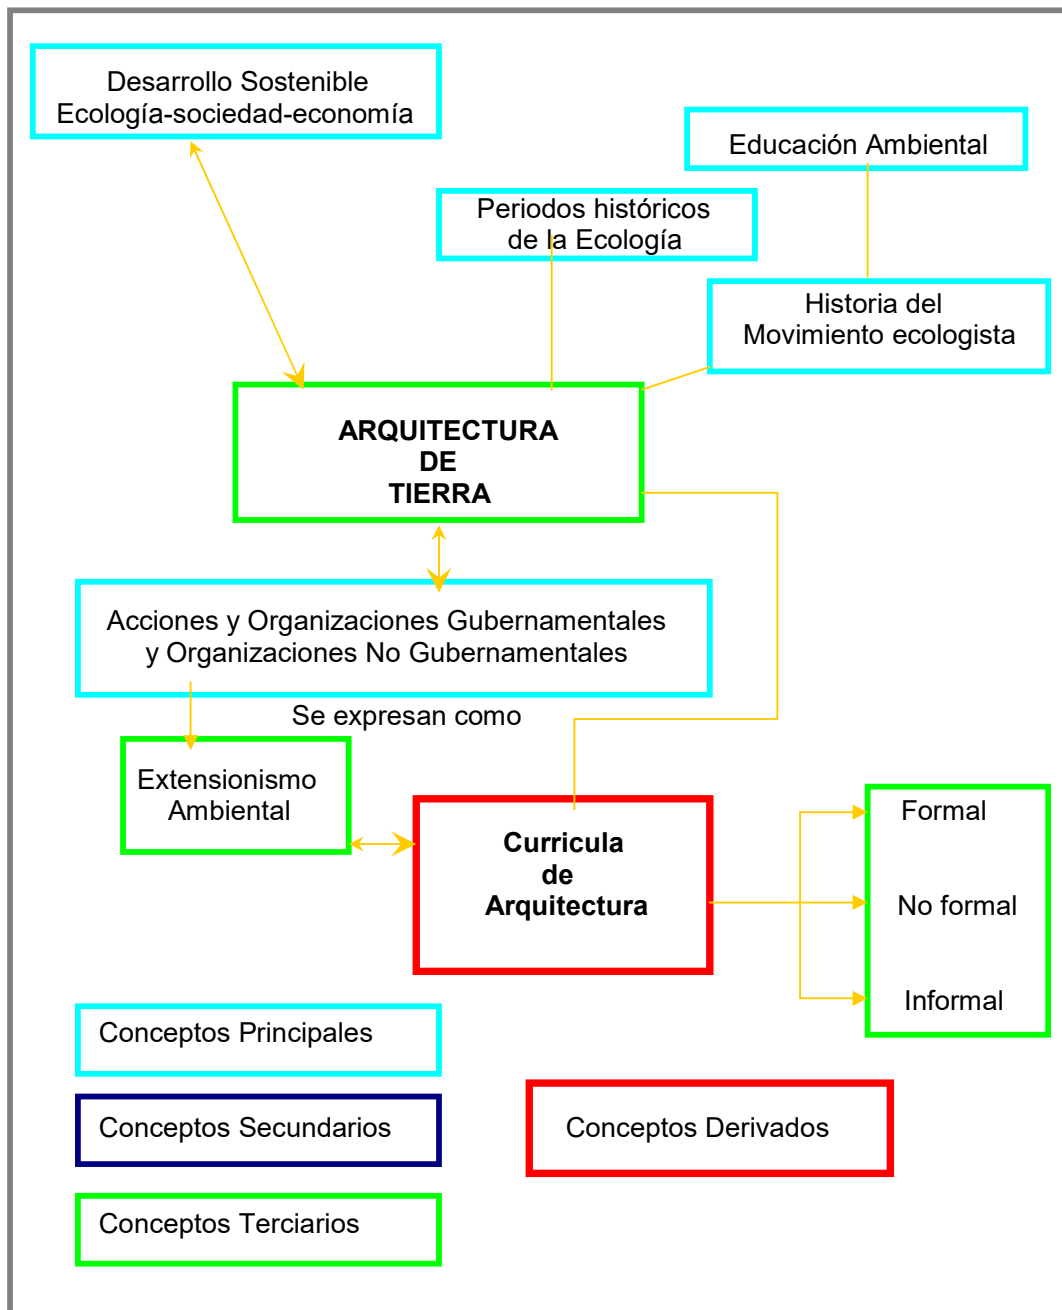 Desarrollo Sostenible
Ecología-sociedad-economía
Educación Ambiental
Periodos históricos
de la Ecología
Historia del
Movimiento ecologista
ARQUITECTURA
DE
TIERRA
Acciones y Organizaciones Gubernamentales
y Organizaciones No Gubernamentales
Se expresan como
Extensionismo
Ambiental
Curricula
de
Arquitectura
Formal
No formal
Informal
Conceptos Principales
Conceptos Secundarios
Conceptos Derivados
Conceptos Terciarios